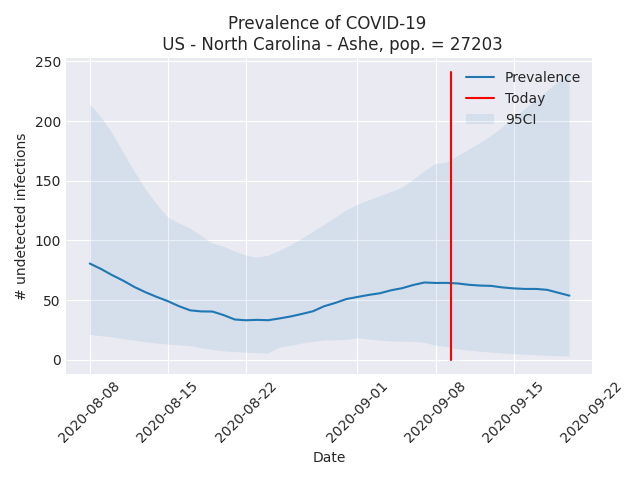 Prevalence of COVID-19
US - North Carolina - Ashe, pop. = 27203
250
200
150
100
50
0
# undetected infections
Prevalence
Today
95CI
2020-08-08
2020-08-15
2020-08-22
2020-09-01
2020-09-08
2020-09-15
2020-09-22
Date